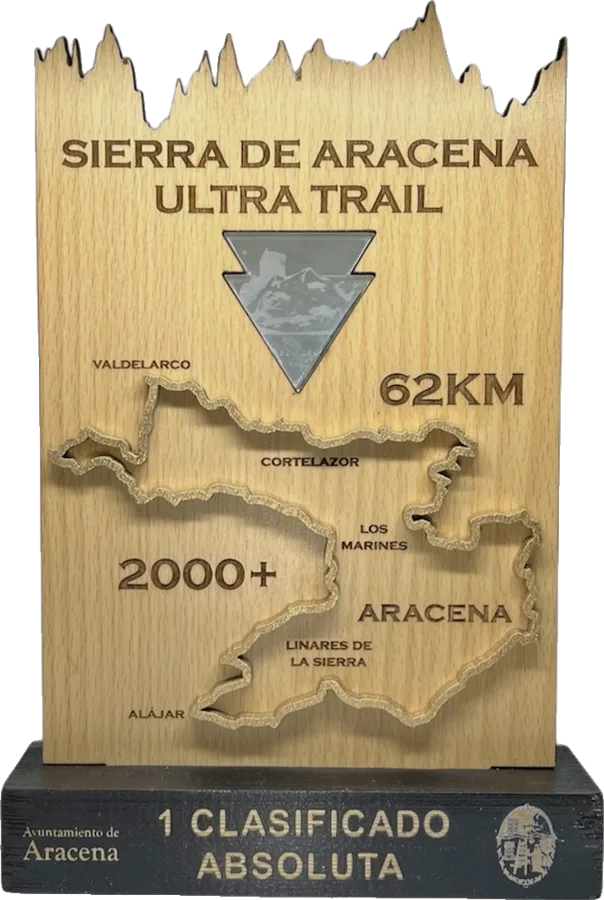 SIERRA DE ARACENA
ULTRA TRAIL
VALDELARCO
62KM
CORTELAZOR
LOS
MARINES
2000+
ARACENA
LINARES DE
LA SIERRA
ALÁJAR
Ayuntamiento de
Aracena
1 CLASIFICADO
ABSOLUTA